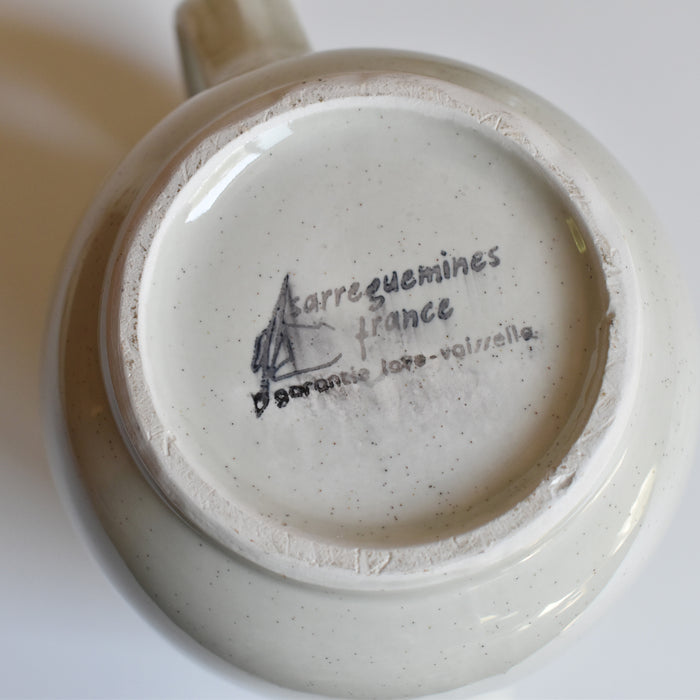 sarreguemines
france
garantie lave-vaisselle